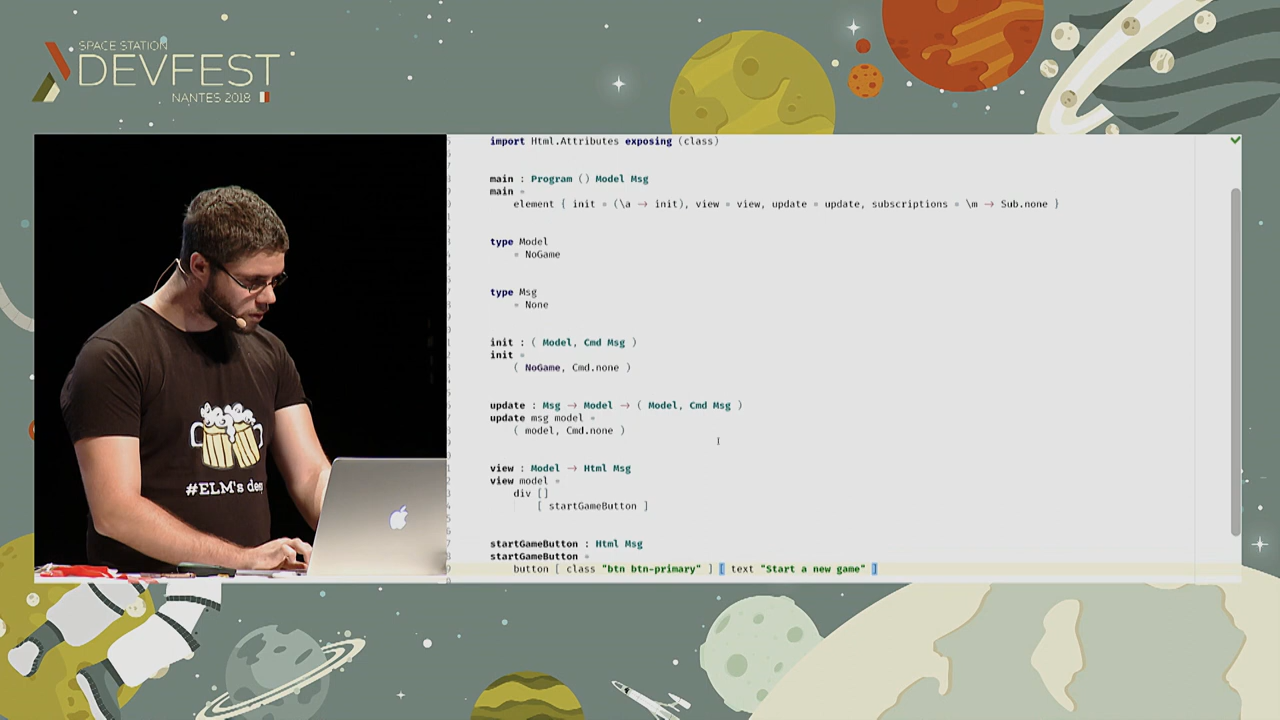 SPACE STATION
DEVFEST
NANTES 2018
#ELM's de
import Html.Attributes exposing (class)
main : Program () Model Msg
main =
element { init = (\a → init), view = view, update = update, subscriptions = \m → Sub.none }
type Model
= NoGame
type Msg
= None
init : ( Model, Cmd Msg )
init =
( NoGame, Cmd.none )
update : Msg → Model → ( Model, Cmd Msg )
update msg model =
( model, Cmd.none )
view : Model → Html Msg
view model =
div []
[ startGameButton ]
startGameButton : Html Msg
startGameButton =
button [ class "btn btn-primary" ] [ text "Start a new game" ]